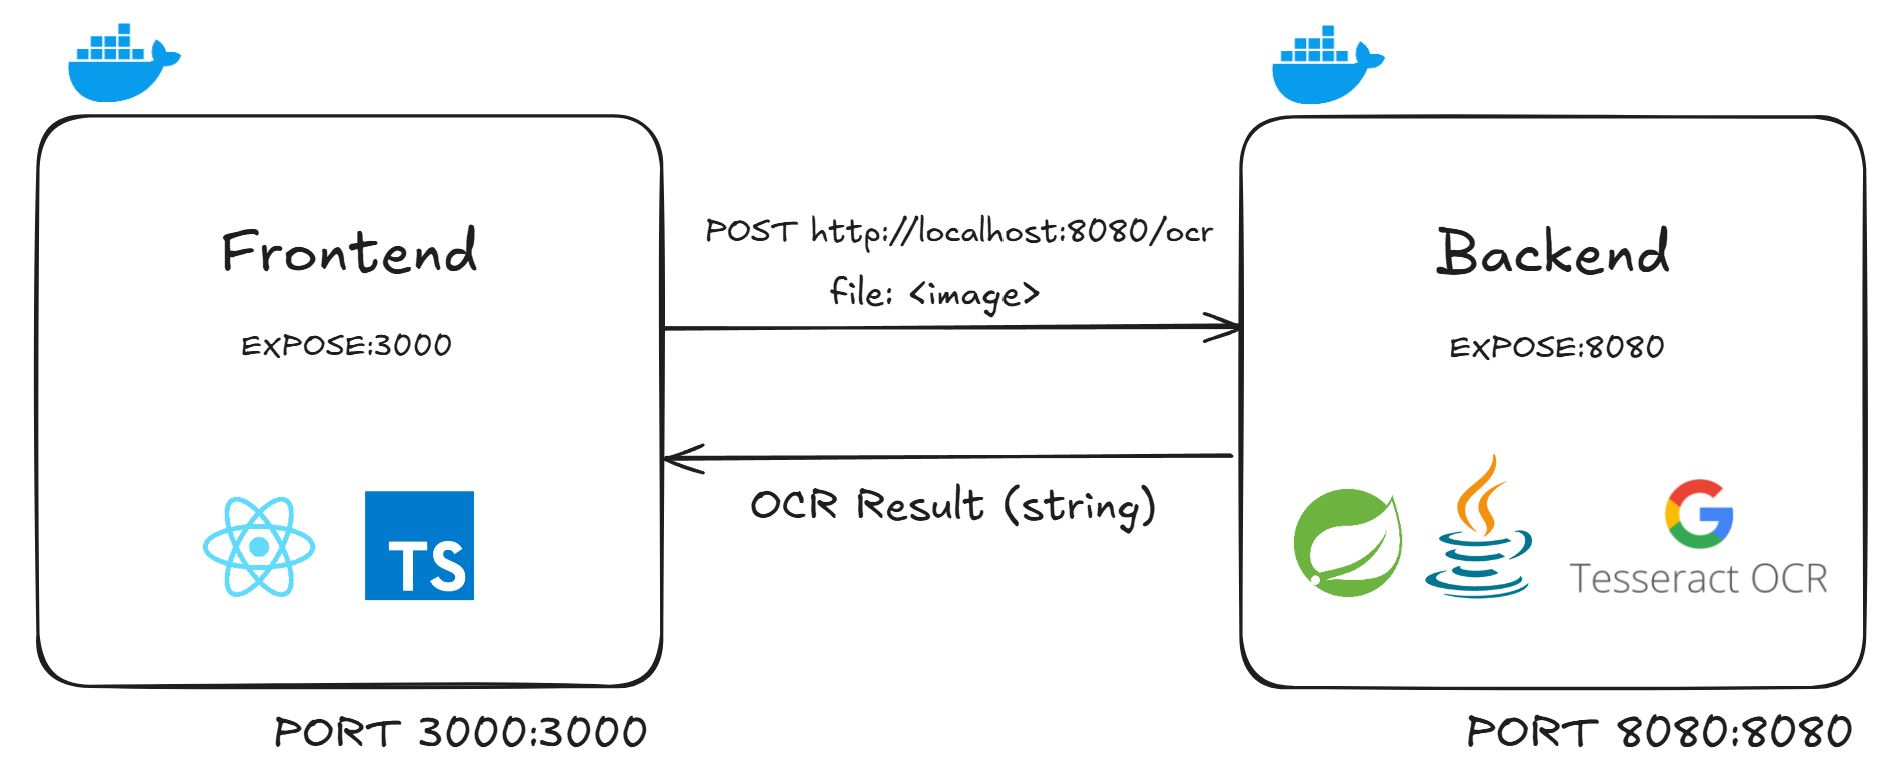 Frontend
EXPOSE:3000
TS
PORT 3000:3000
POST http://localhost:8080/ocr
file: <image>
OCR Result (string)
Backend
EXPOSE:8080
G
Tesseract OCR
PORT 8080:8080